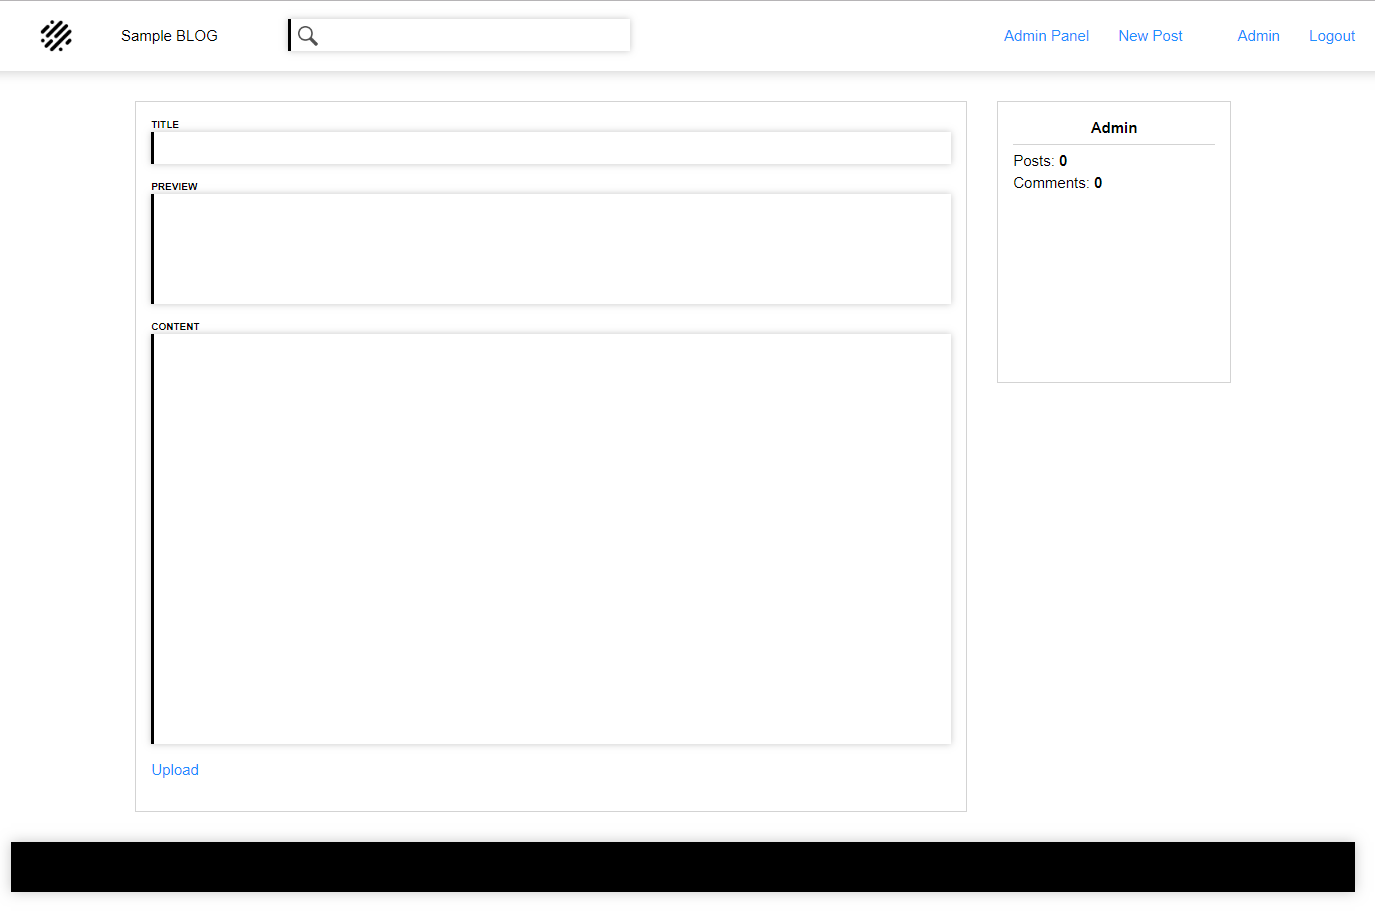 Sample BLOG
Admin Panel New Post Admin Logout
TITLE
PREVIEW
CONTENT
Upload
Admin
Posts: 0
Comments: 0